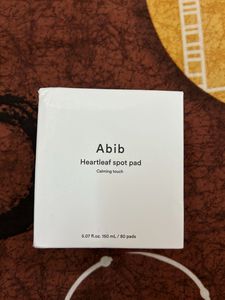 Abib
Heartleaf spot pad
Calming touch
5.07 fl.oz. 150 mL / 80 pads